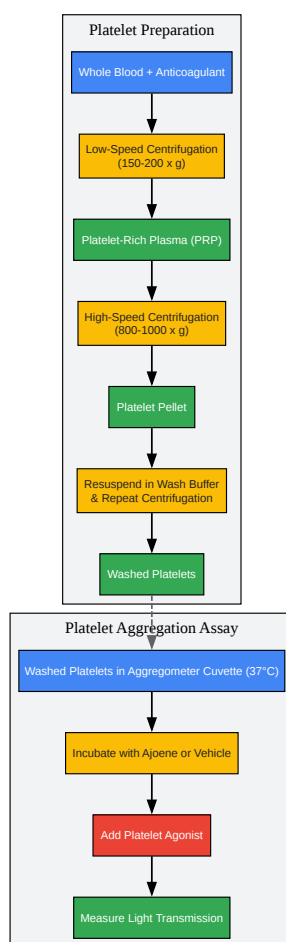 Platelet Preparation
Whole Blood + Anticoagulant
Low-Speed Centrifugation
(150-200 x g)
Platelet-Rich Plasma (PRP)
High-Speed Centrifugation
(800-1000 x g)
Platelet Pellet
Resuspend in Wash Buffer
& Repeat Centrifugation
Washed Platelets
Platelet Aggregation Assay
Washed Platelets in Aggregometer Cuvette (37°C)
Incubate with Ajoene or Vehicle
Add Platelet Agonist
Measure Light Transmission